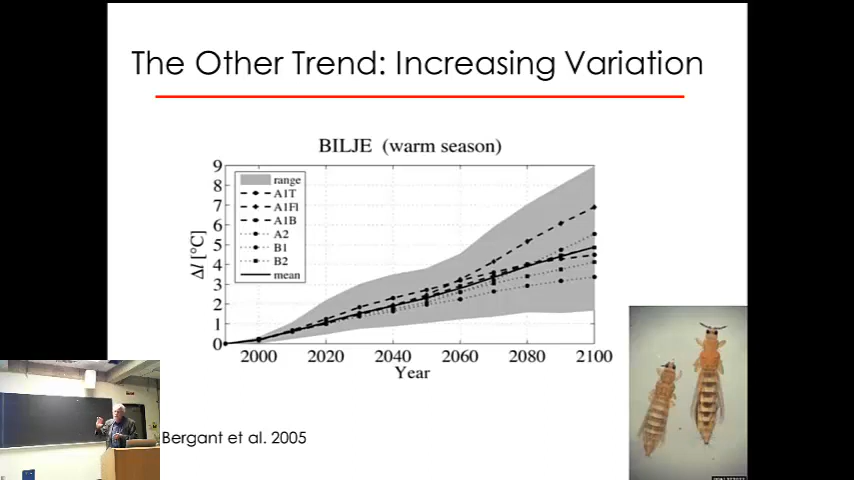 The Other Trend: Increasing Variation
BILJE (warm season)
9
8
7
6
5
4
3
2
1
0
Δt [°C]
range
A1T
A1FI
A1B
A2
B1
B2
mean
2000 2020 2040 2060 2080 2100
Year
Bergant et al. 2005